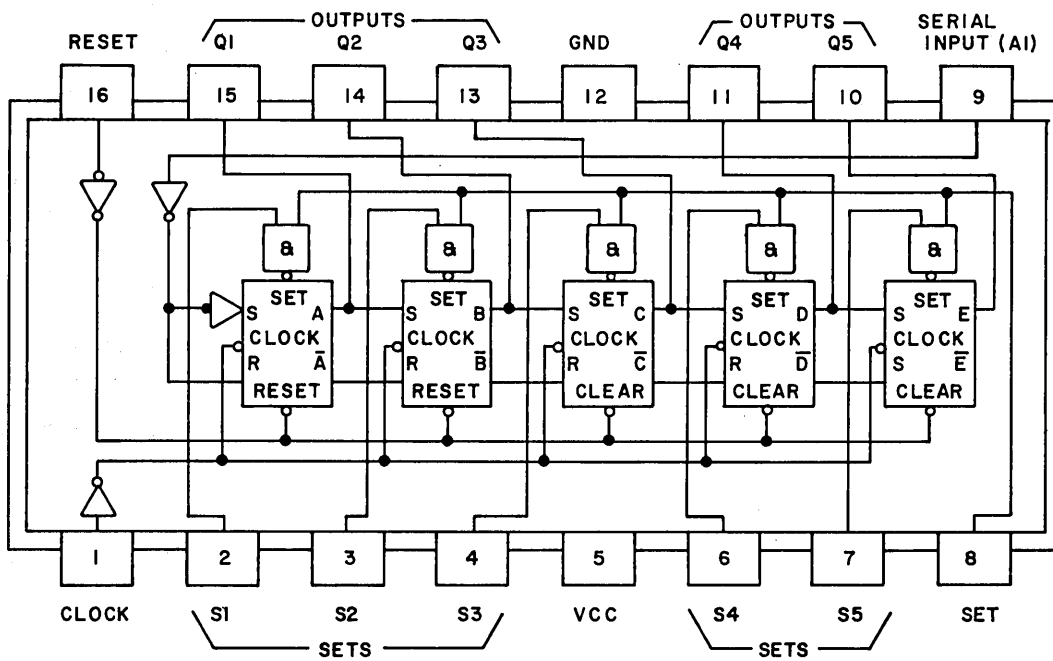 OUTPUTS OUTPUTS SERIAL
RESET Q1 Q2 Q3 GND Q4 Q5 INPUT (A1)
16 15 14 13 12 11 10 9
& & & & &
SET SET SET SET SET
S A S B S C S D S E
CLOCK CLOCK CLOCK CLOCK CLOCK
R A̅ R B̅ R C̅ R D̅ S E̅
RESET RESET CLEAR CLEAR CLEAR
1 2 3 4 5 6 7 8
CLOCK S1 S2 S3 VCC S4 S5 SET
SETS SETS